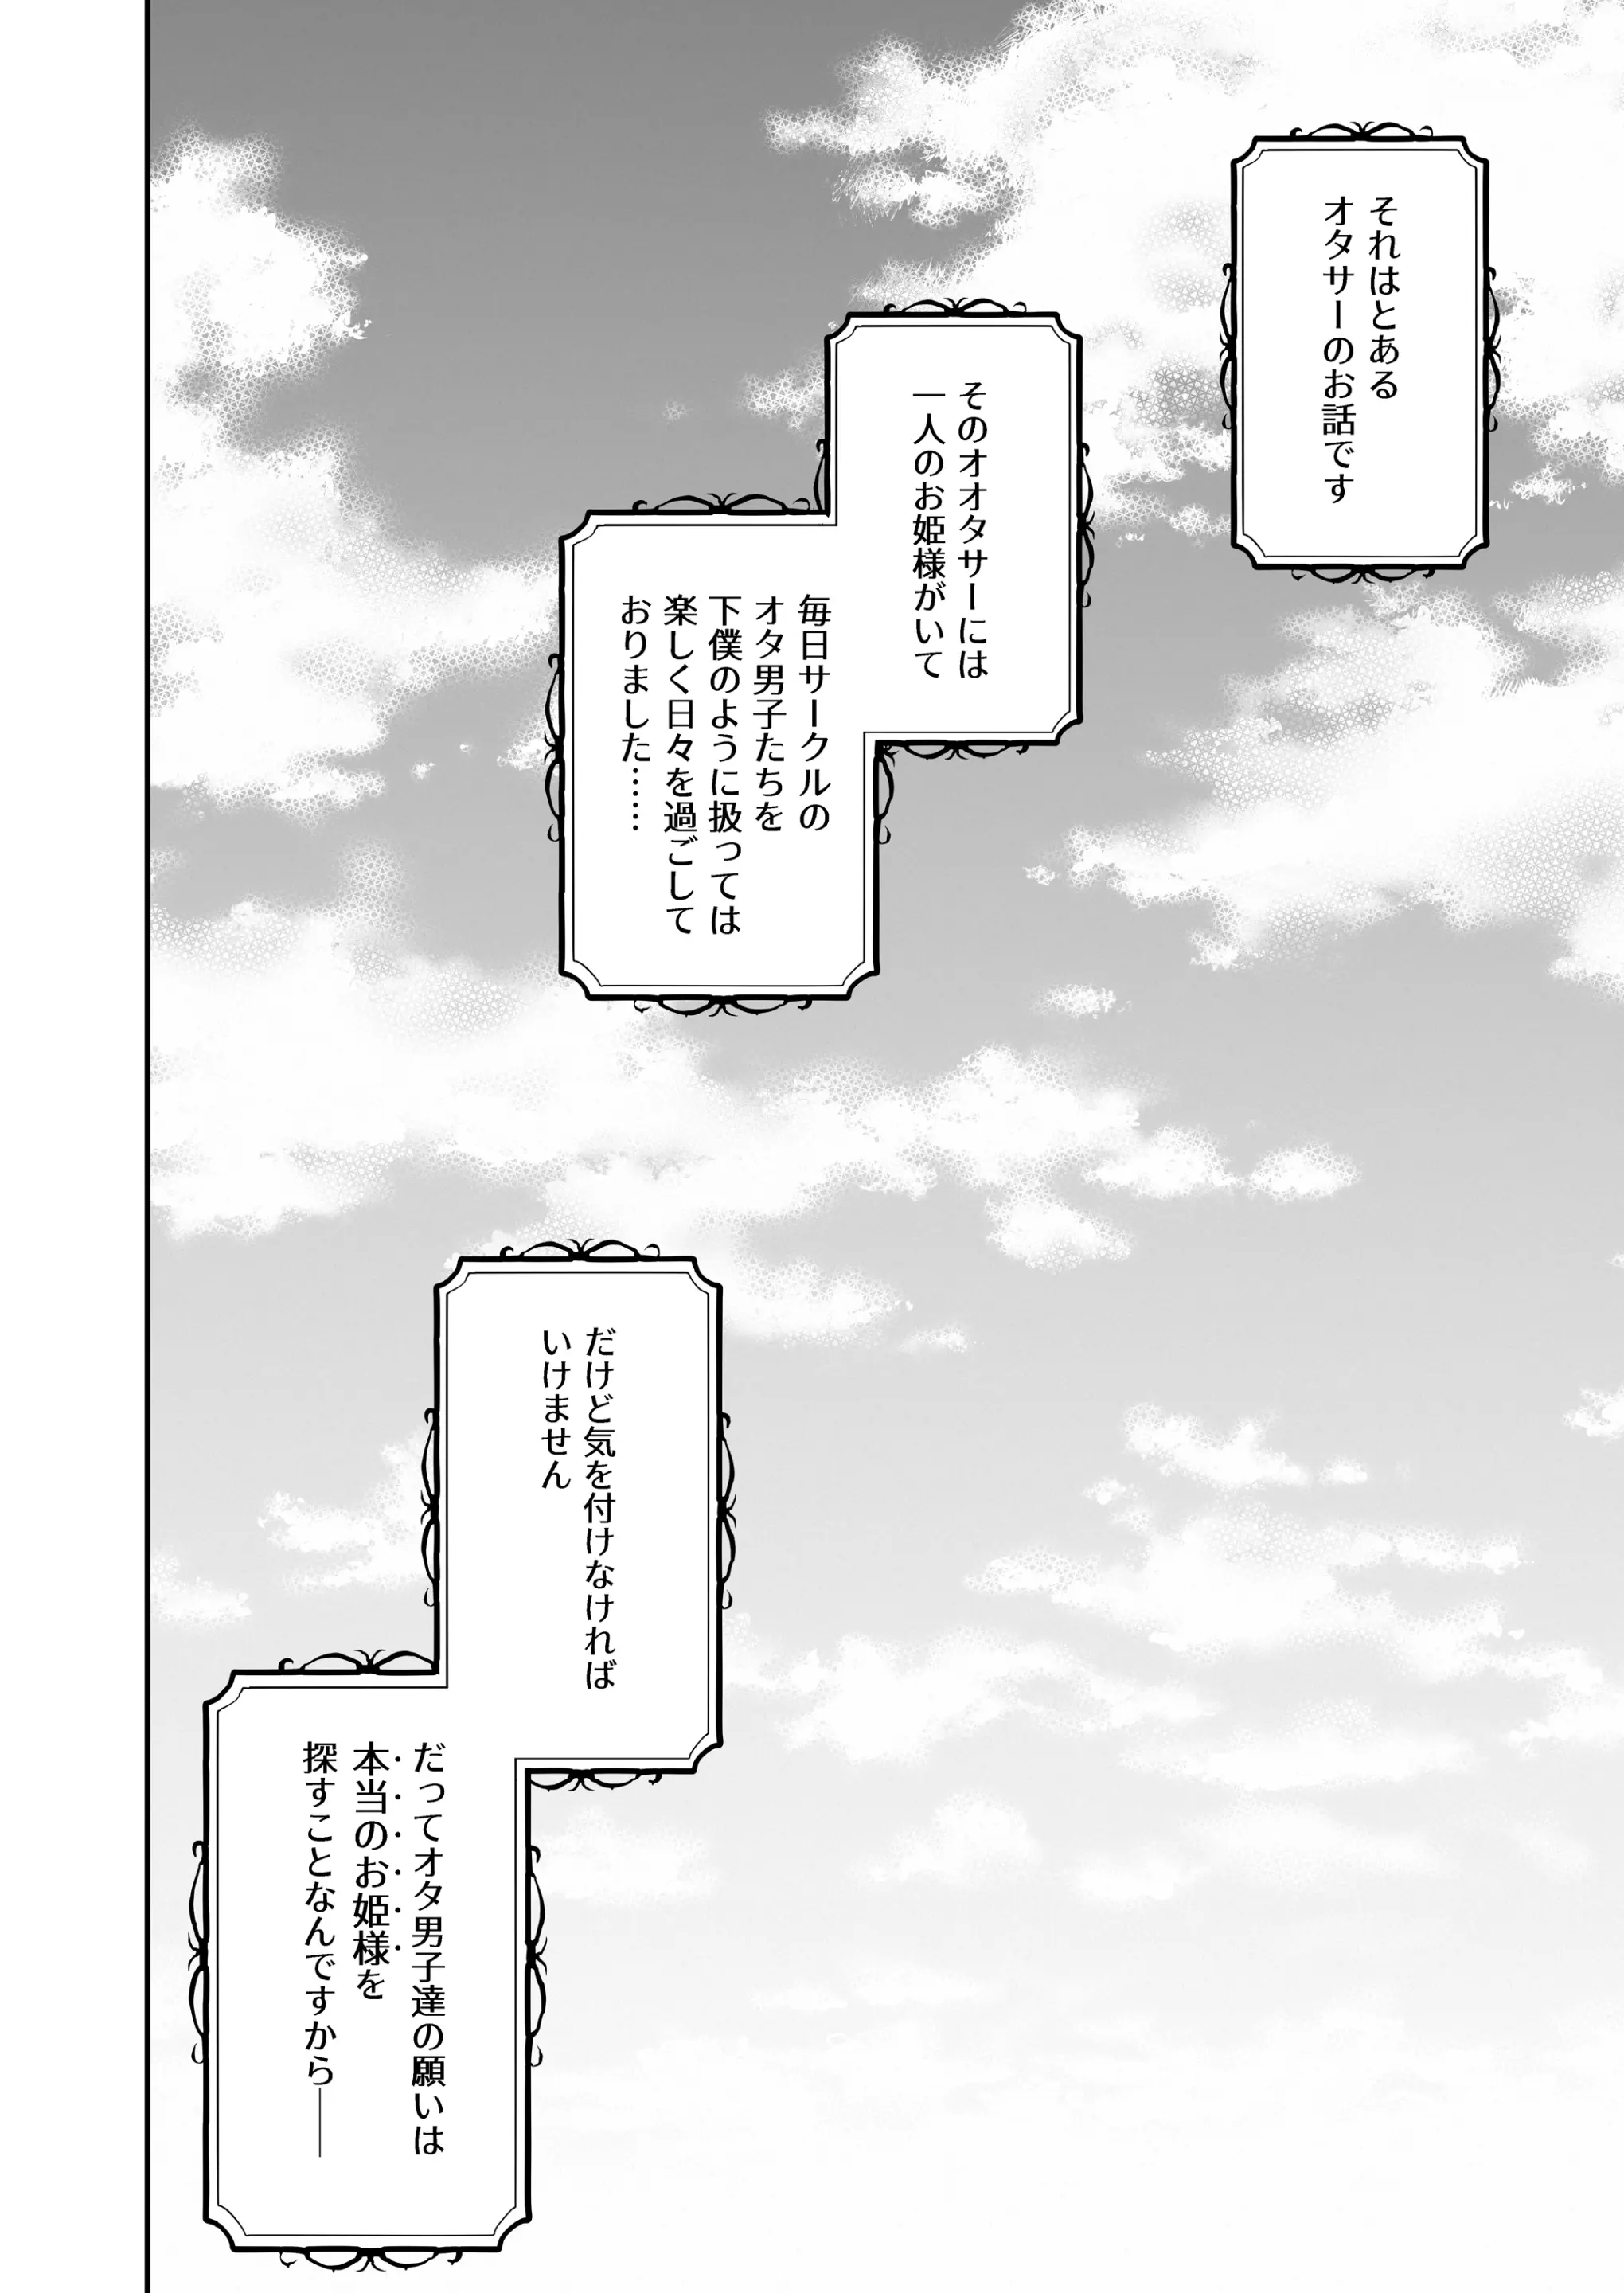 それはとある
オタサーのお話です
そのオオタサーには
一人のお姫様がいて
毎日サークルの
オタ男子たちを
下僕のように扱っては
楽しく日々を過ごして
おりました……
だけど気を付けなければ
いけません
だってオタ男子達の願いは
本当のお姫様を
探すことなんですから──